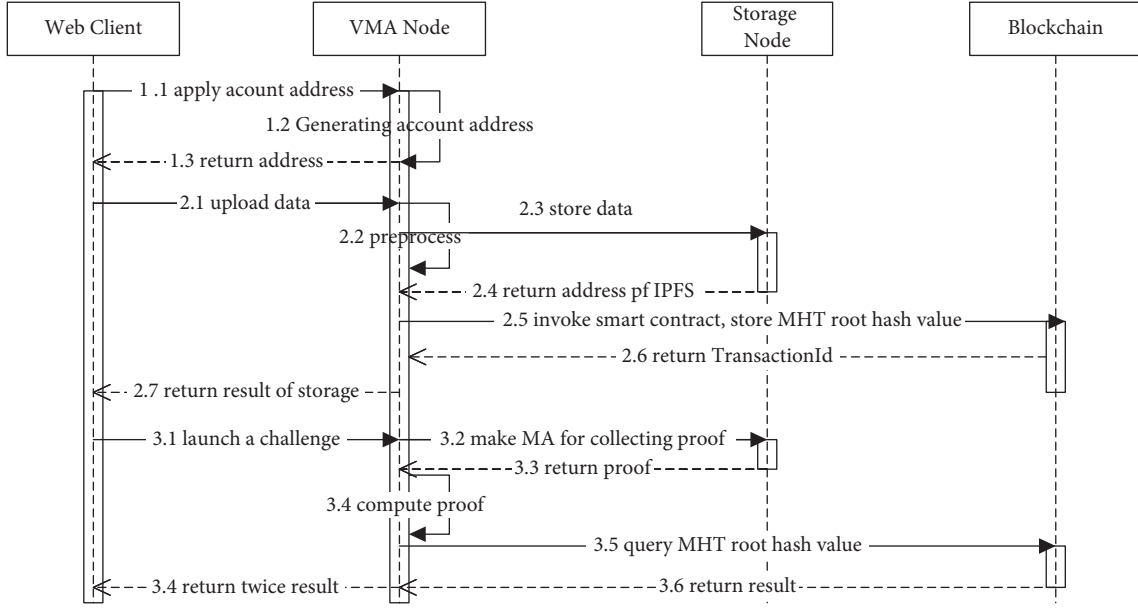 Web Client
VMA Node
Storage
Node
Blockchain
1 .1 apply acount address
1.2 Generating account address
1.3 return address
2.1 upload data
2.3 store data
2.2 preprocess
2.4 return address pf IPFS
2.5 invoke smart contract, store MHT root hash value
2.6 return TransactionId
2.7 return result of storage
3.1 launch a challenge
3.2 make MA for collecting proof
3.3 return proof
3.4 compute proof
3.5 query MHT root hash value
3.4 return twice result
3.6 return result